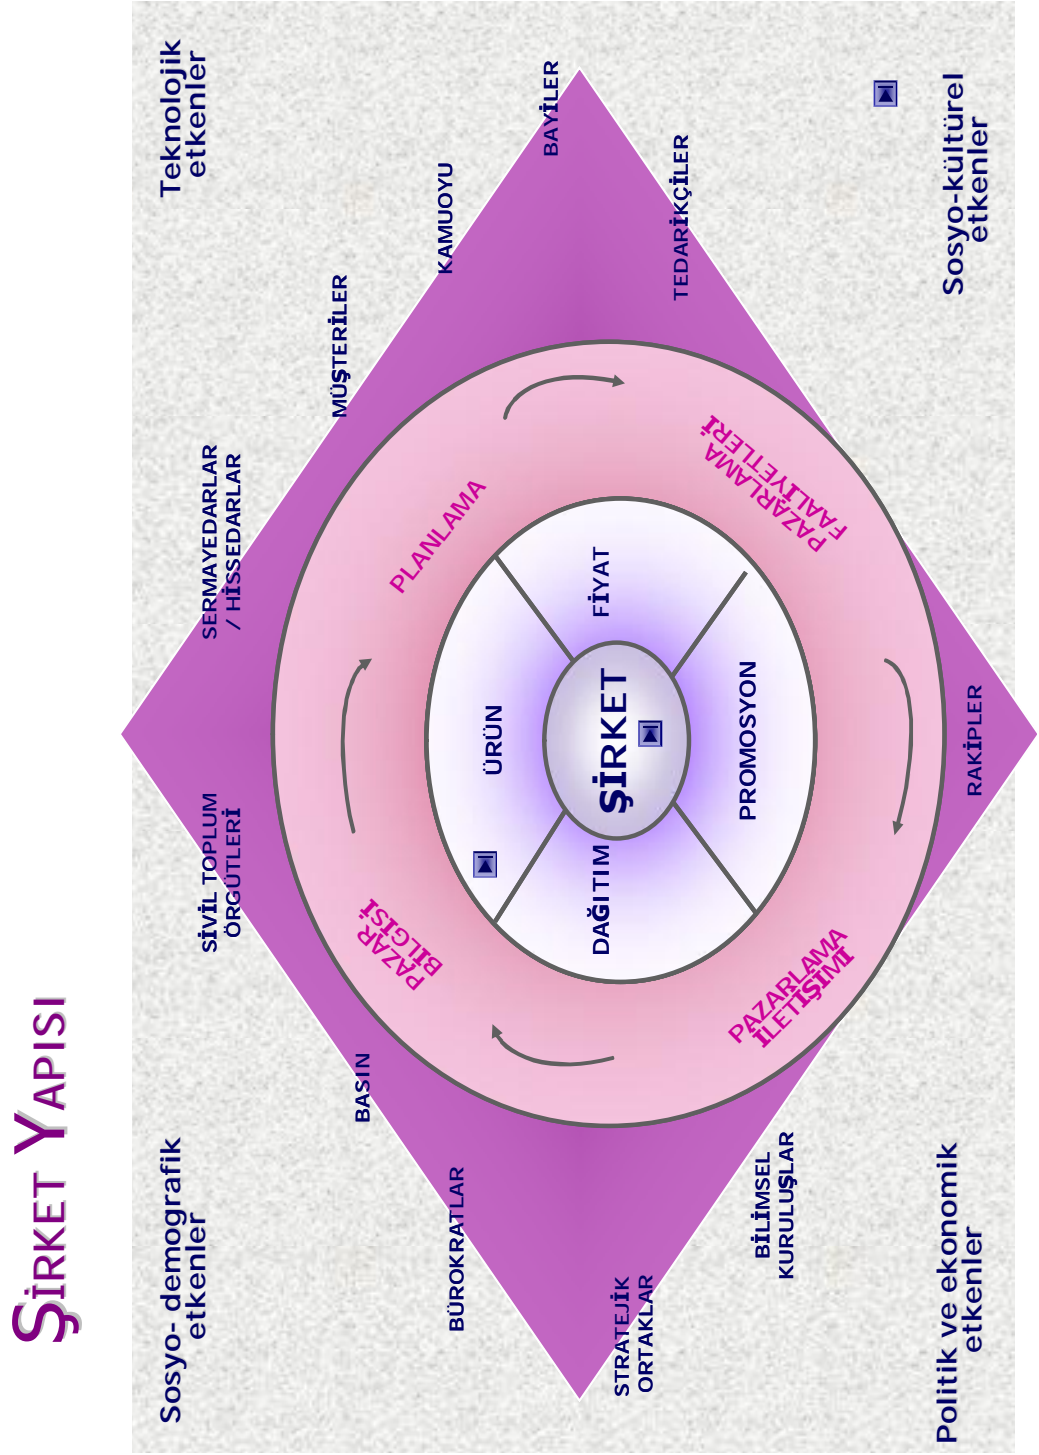 ŞİRKET YAPISI
Sosyo- demografik
etkenler
Teknolojik
etkenler
SİVİL TOPLUM
ÖRGÜTLERİ
SERMAYEDARLAR
/ HİSSEDARLAR
BASIN
MÜŞTERİLER
BÜROKRATLAR
KAMUOYU
PAZAR
BİLGİSİ
PLANLAMA
ÜRÜN
STRATEJİK
ORTAKLAR
DAĞITIM
ŞİRKET
FİYAT
BAYİLER
PROMOSYON
TEDARİKÇİLER
BİLİMSEL
KURULUŞLAR
PAZARLAMA
İLETİŞİMİ
PAZARLAMA
FAALİYETLERİ
RAKİPLER
Politik ve ekonomik
etkenler
Sosyo-kültürel
etkenler